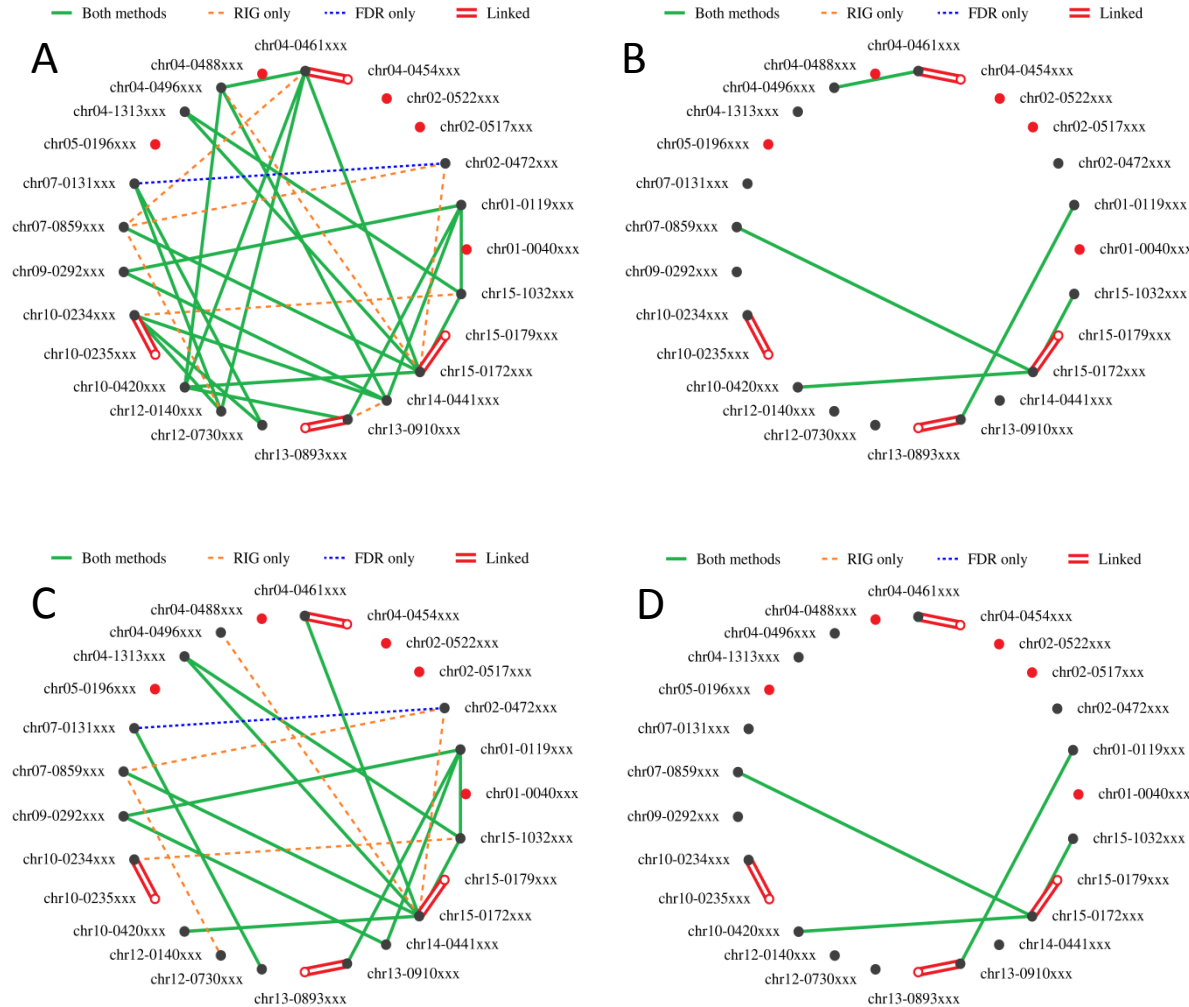 Both methods RIG only FDR only Linked
A
chr04-0461xxx
chr04-0488xxx
chr04-0454xxx
chr04-0496xxx
chr02-0522xxx
chr04-1313xxx
chr02-0517xxx
chr05-0196xxx
chr02-0472xxx
chr07-0131xxx
chr01-0119xxx
chr07-0859xxx
chr01-0040xxx
chr09-0292xxx
chr15-1032xxx
chr10-0234xxx
chr15-0179xxx
chr10-0235xxx
chr15-0172xxx
chr10-0420xxx
chr14-0441xxx
chr12-0140xxx
chr13-0910xxx
chr12-0730xxx
chr13-0893xxx
Both methods RIG only FDR only Linked
B
chr04-0461xxx
chr04-0488xxx
chr04-0454xxx
chr04-0496xxx
chr02-0522xxx
chr04-1313xxx
chr02-0517xxx
chr05-0196xxx
chr02-0472xxx
chr07-0131xxx
chr01-0119xxx
chr07-0859xxx
chr01-0040xxx
chr09-0292xxx
chr15-1032xxx
chr10-0234xxx
chr15-0179xxx
chr10-0235xxx
chr15-0172xxx
chr10-0420xxx
chr14-0441xxx
chr12-0140xxx
chr13-0910xxx
chr12-0730xxx
chr13-0893xxx
Both methods RIG only FDR only Linked
C
chr04-0461xxx
chr04-0488xxx
chr04-0454xxx
chr04-0496xxx
chr02-0522xxx
chr04-1313xxx
chr02-0517xxx
chr05-0196xxx
chr02-0472xxx
chr07-0131xxx
chr01-0119xxx
chr07-0859xxx
chr01-0040xxx
chr09-0292xxx
chr15-1032xxx
chr10-0234xxx
chr15-0179xxx
chr10-0235xxx
chr15-0172xxx
chr10-0420xxx
chr14-0441xxx
chr12-0140xxx
chr13-0910xxx
chr12-0730xxx
chr13-0893xxx
Both methods RIG only FDR only Linked
D
chr04-0461xxx
chr04-0488xxx
chr04-0454xxx
chr04-0496xxx
chr02-0522xxx
chr04-1313xxx
chr02-0517xxx
chr05-0196xxx
chr02-0472xxx
chr07-0131xxx
chr01-0119xxx
chr07-0859xxx
chr01-0040xxx
chr09-0292xxx
chr15-1032xxx
chr10-0234xxx
chr15-0179xxx
chr10-0235xxx
chr15-0172xxx
chr10-0420xxx
chr14-0441xxx
chr12-0140xxx
chr13-0910xxx
chr12-0730xxx
chr13-0893xxx